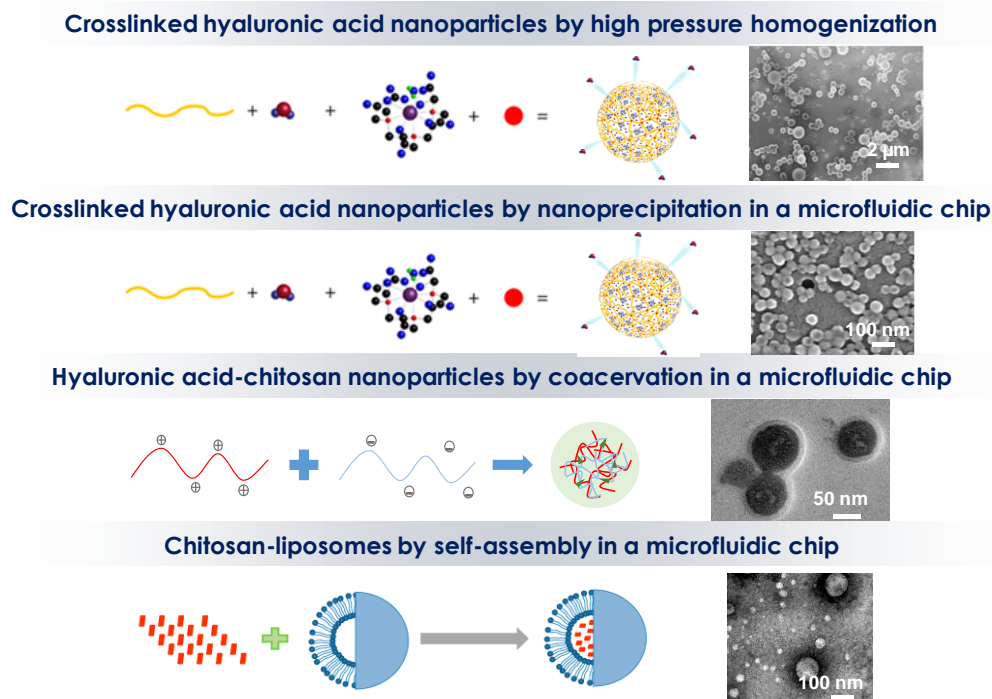 Crosslinked hyaluronic acid nanoparticles by high pressure homogenization
+ + + =
2 µm
Crosslinked hyaluronic acid nanoparticles by nanoprecipitation in a microfluidic chip
+ + + =
100 nm
Hyaluronic acid-chitosan nanoparticles by coacervation in a microfluidic chip
50 nm
Chitosan-liposomes by self-assembly in a microfluidic chip
100 nm